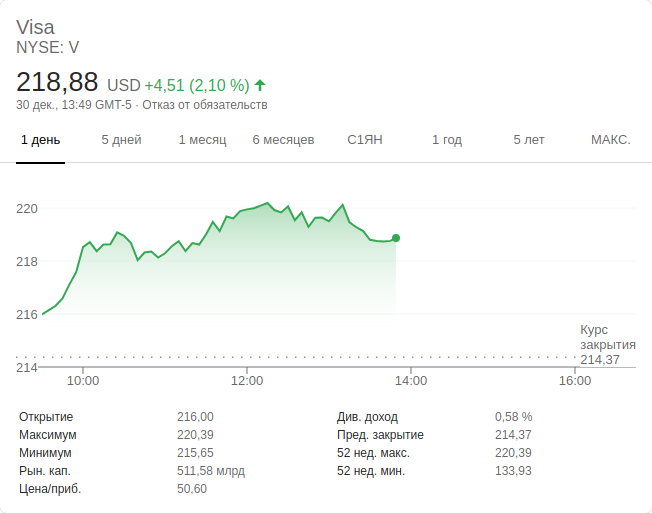 Visa
NYSE: V
218,88 USD +4,51 (2,10 %)
30 дек., 13:49 GMT-5 · Отказ от обязательств
1 день 5 дней 1 месяц 6 месяцев С1ЯН 1 год 5 лет МАКС.
220
218
216
Курс
закрытия
214,37
214
10:00 12:00 14:00 16:00
Открытие 216,00 Див. доход 0,58 %
Максимум 220,39 Пред. закрытие 214,37
Минимум 215,65 52 нед. макс. 220,39
Рын. кап. 511,58 млрд 52 нед. мин. 133,93
Цена/приб. 50,60